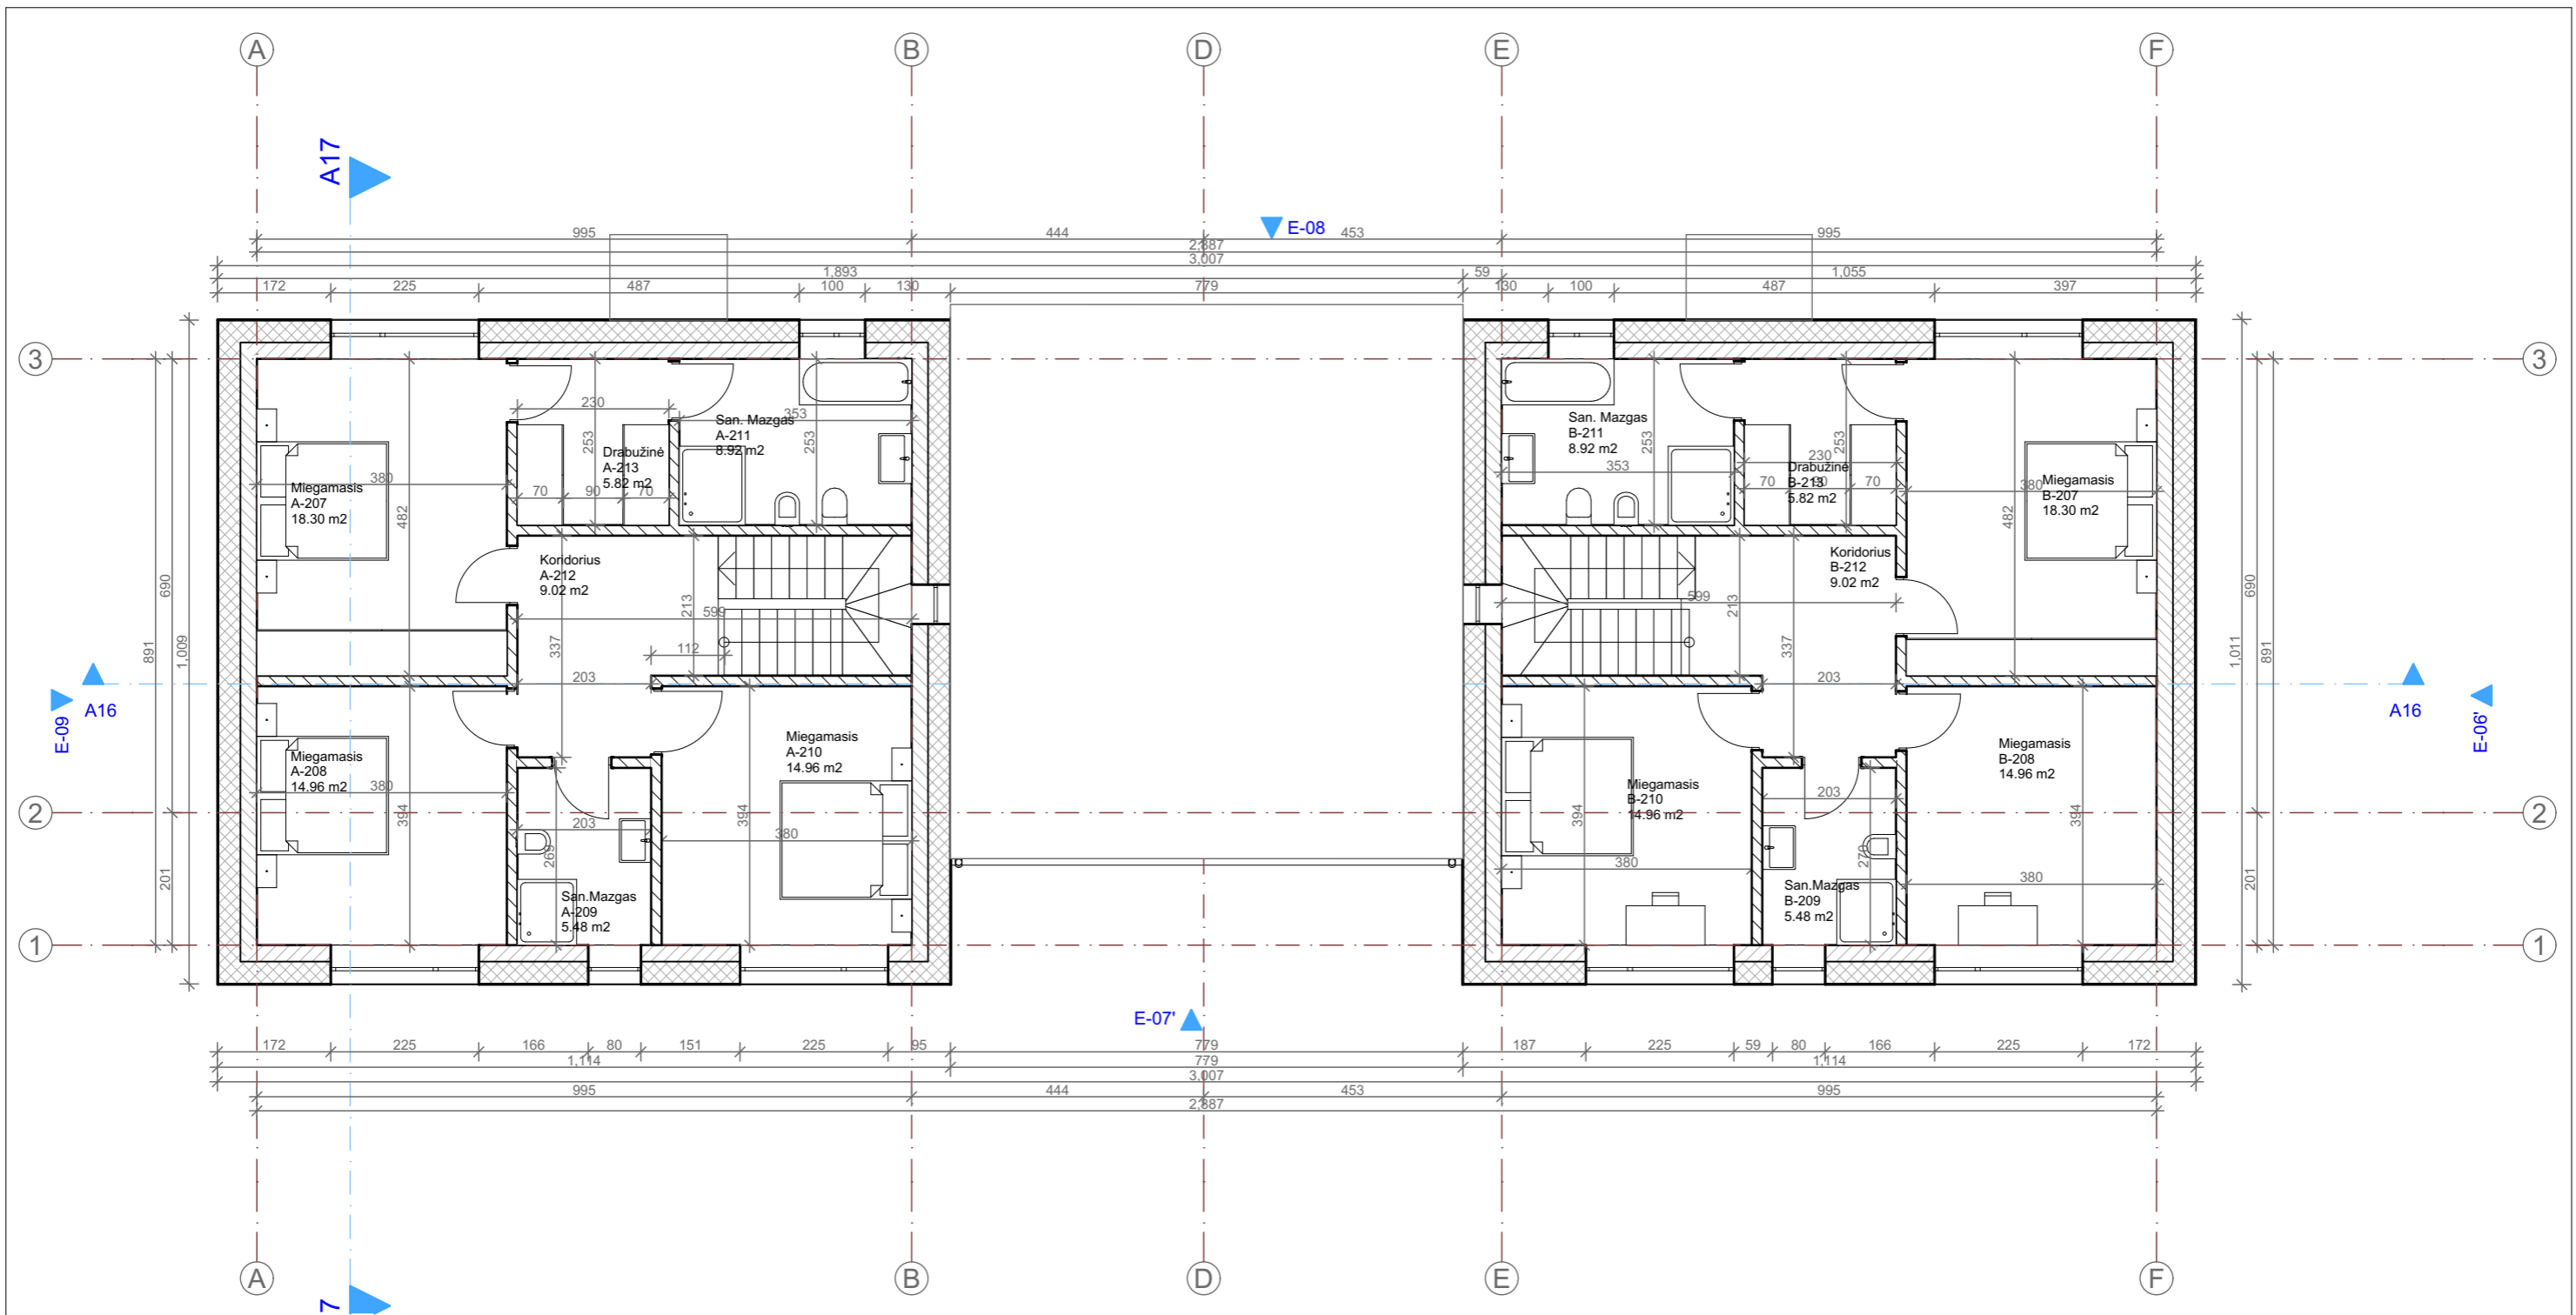 A B D E F
A17
E-08
995 444 453 995
2,887
3,007
1,893 59 1,055
172 225 487 100 130 779 130 100 487 397
3 3
San. Mazgas
A-211
8.92 m2
353
253
230
253
Drabužinė
A-213
5.82 m2
70 90 70
Miegamasis
A-207
18.30 m2
380
482
Koridorius
A-212
9.02 m2
599
213
337
112
203
Miegamasis
A-208
14.96 m2
380
394
Miegamasis
A-210
14.96 m2
394
380
203
269
San.Mazgas
A-209
5.48 m2
San. Mazgas
B-211
8.92 m2
353
253
230
253
Drabužinė
B-213
5.82 m2
70 90 70
Miegamasis
B-207
18.30 m2
380
482
Koridorius
B-212
9.02 m2
599
213
337
203
Miegamasis
B-210
14.96 m2
394
380
Miegamasis
B-208
14.96 m2
394
380
203
270
San.Mazgas
B-209
5.48 m2
891 690 1,009
201
1,011 690 891
201
E-09
A16
A16
E-06'
2 2
1 1
E-07'
172 225 166 80 151 225 95 779 187 225 59 80 166 225 172
1,114 779 1,114
3,007
995 444 453 995
2,887
A B D E F
7